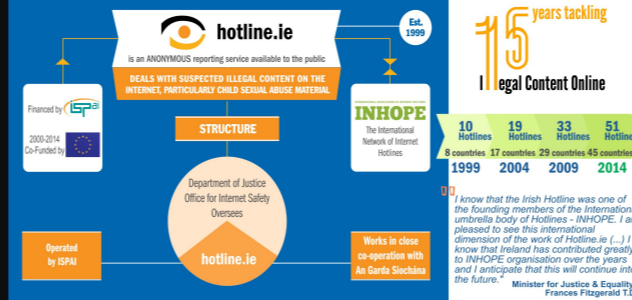 hotline.ie
Est.
1999
is an ANONYMOUS reporting service available to the public
DEALS WITH SUSPECTED ILLEGAL CONTENT ON THE
INTERNET, PARTICULARLY CHILD SEXUAL ABUSE MATERIAL
Financed by ispai
2000-2014
Co-Funded by
STRUCTURE
INHOPE
The International
Network of Internet
Hotlines
Department of Justice
Office for Internet Safety
Oversees
hotline.ie
Operated
by ISPAI
Works in close
co-operation with
An Garda Síochána
15 years tackling
Illegal Content Online
10 19 33 51
Hotlines Hotlines Hotlines Hotlin
8 countries 17 countries 29 countries 45 countries
1999 2004 2009 2014
I know that the Irish Hotline was one of
the founding members of the Internationa
umbrella body of Hotlines - INHOPE. I a
pleased to see this international
dimension of the work of Hotline.ie (...) I
know that Ireland has contributed greatly
to INHOPE organisation over the years
and I anticipate that this will continue int
the future."
Minister for Justice & Equality
Frances Fitzgerald T.D